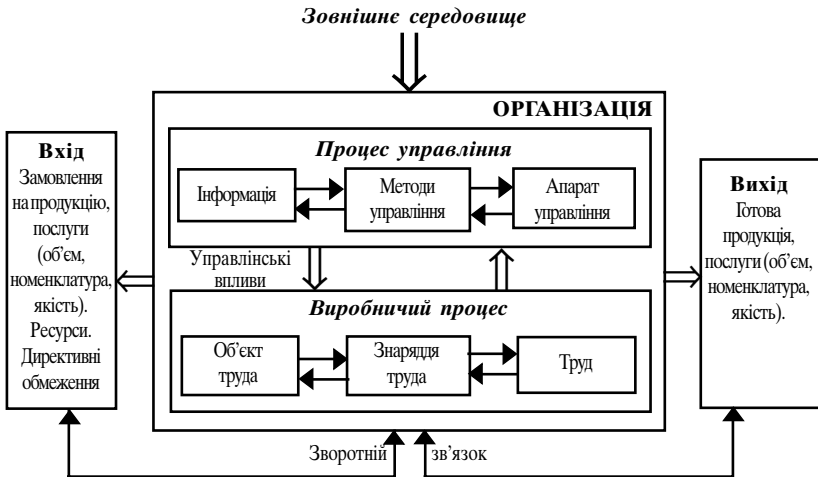 Зовнішнє середовище
ОРГАНІЗАЦІЯ
Вхід
Замовлення
на продукцію,
послуги
(об’єм,
номенклатура,
якість).
Ресурси.
Директивні
обмеження
Процес управління
Інформація
Методи
управління
Апарат
управління
Управлінські
впливи
Виробничий процес
Об’єкт
труда
Знаряддя
труда
Труд
Вихід
Готова
продукція,
послуги (об’єм,
номенклатура,
якість).
Зворотній зв’язок